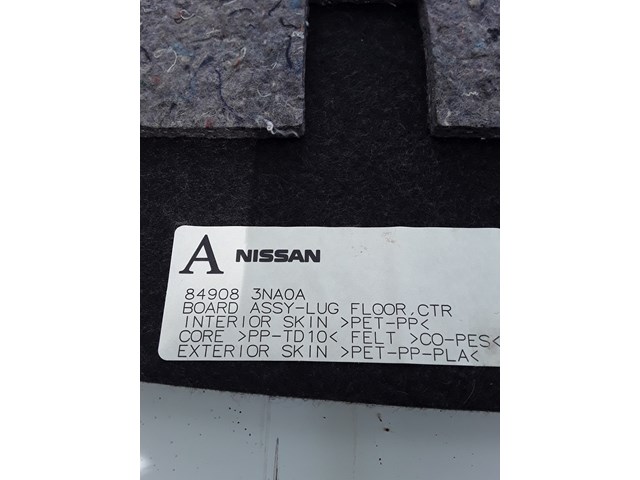 A NISSAN
84908 3NA0A
BOARD ASSY-LUG FLOOR,CTR
INTERIOR SKIN >PET-PP<
CORE >PP-TD10< FELT >CO-PES<
EXTERIOR SKIN >PET-PP-PLA<